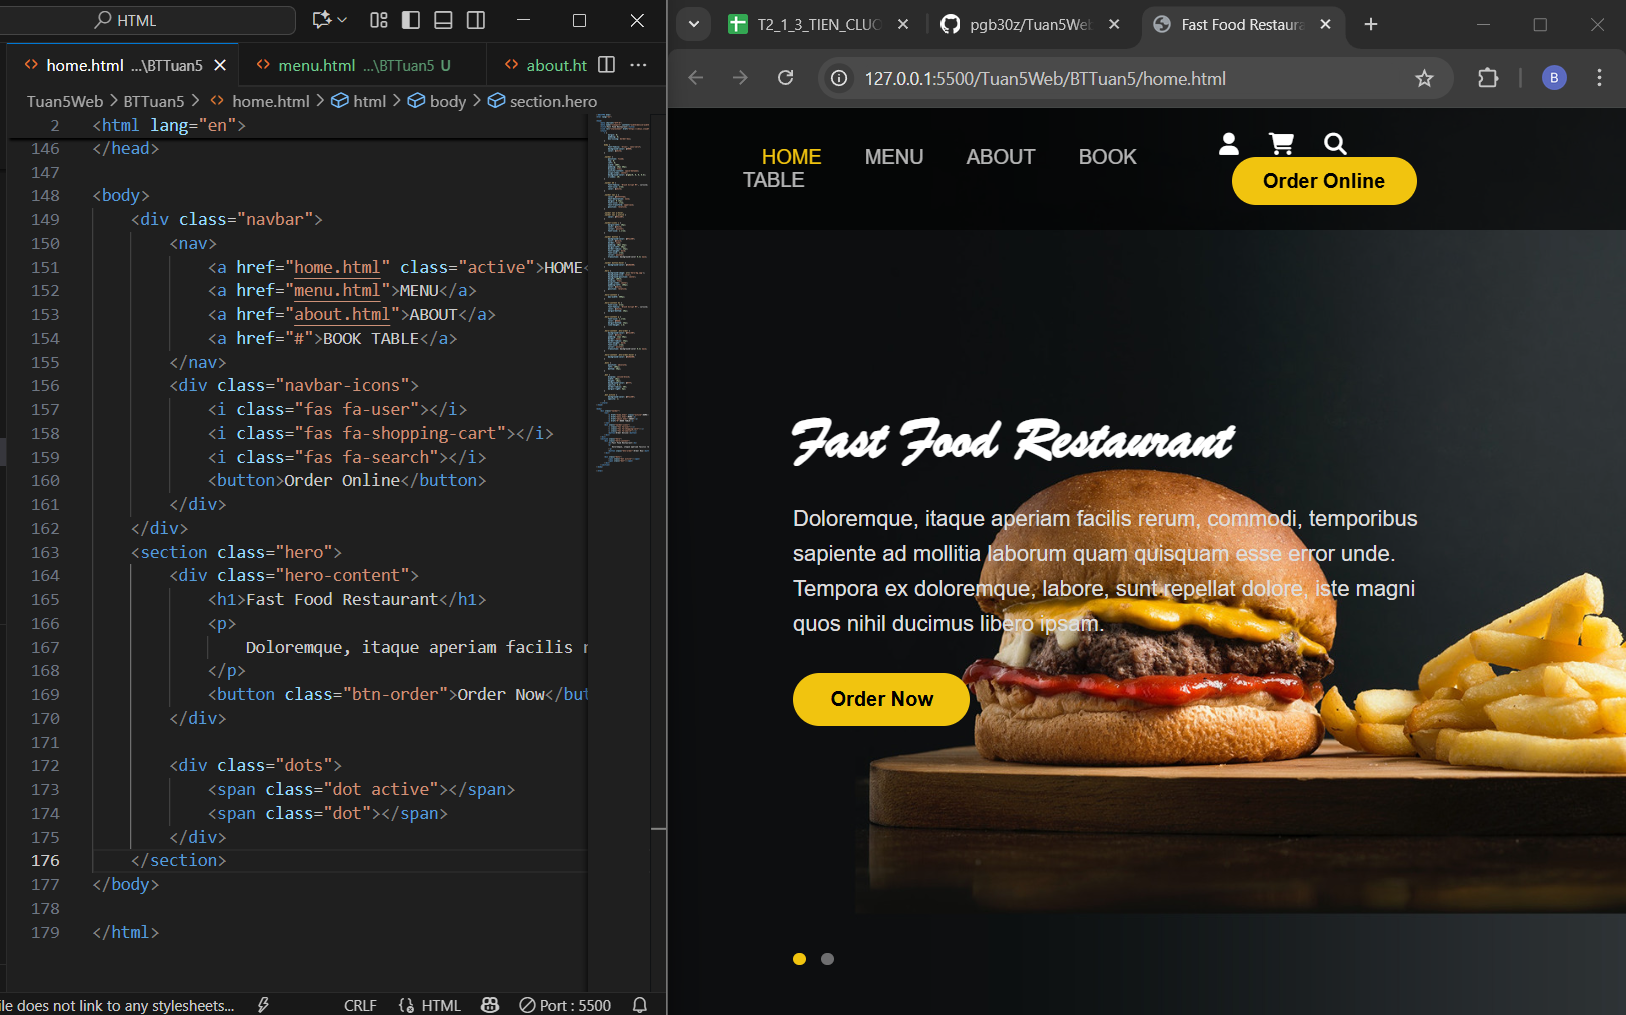 HTML
home.html ...\BTTuan5
menu.html ...\BTTuan5 U
about.ht
Tuan5Web > BTTuan5 > home.html > html > body > section.hero
2 <html lang="en">
146 </head>
147
148 <body>
149 <div class="navbar">
150 <nav>
151 <a href="home.html" class="active">HOME<
152 <a href="menu.html">MENU</a>
153 <a href="about.html">ABOUT</a>
154 <a href="#">BOOK TABLE</a>
155 </nav>
156 <div class="navbar-icons">
157 <i class="fas fa-user"></i>
158 <i class="fas fa-shopping-cart"></i>
159 <i class="fas fa-search"></i>
160 <button>Order Online</button>
161 </div>
162 </div>
163 <section class="hero">
164 <div class="hero-content">
165 <h1>Fast Food Restaurant</h1>
166 <p>
167 Doloremque, itaque aperiam facilis r
168 </p>
169 <button class="btn-order">Order Now</but
170 </div>
171
172 <div class="dots">
173 <span class="dot active"></span>
174 <span class="dot"></span>
175 </div>
176 </section>
177 </body>
178
179 </html>
ile does not link to any stylesheets...
CRLF
HTML
Port : 5500
T2_1_3_TIEN_CLUC
pgb30z/Tuan5We
Fast Food Restaura
127.0.0.1:5500/Tuan5Web/BTTuan5/home.html
B
HOME MENU ABOUT BOOK
TABLE
Order Online
Fast Food Restaurant
Doloremque, itaque aperiam facilis rerum, commodi, temporibus
sapiente ad mollitia laborum quam quisquam esse error unde.
Tempora ex doloremque, labore, sunt repellat dolore, iste magni
quos nihil ducimus libero ipsam.
Order Now